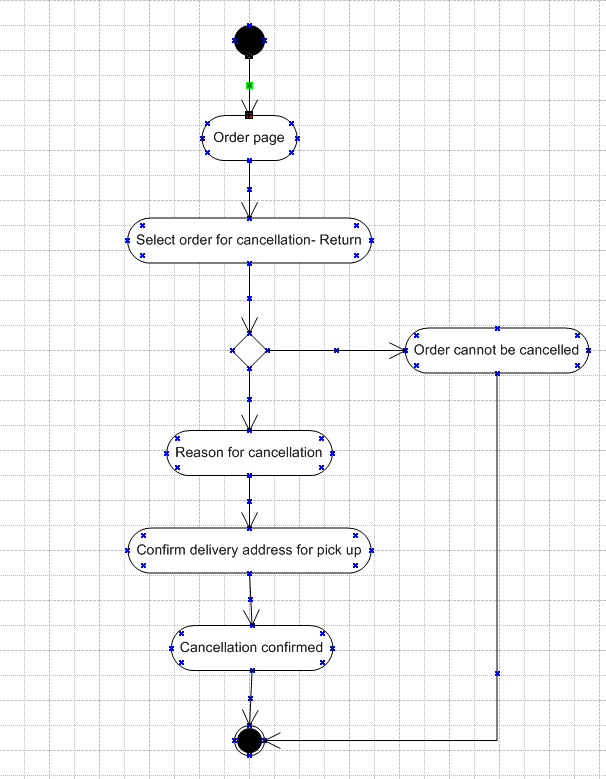 Order page
Select order for cancellation- Return
Order cannot be cancelled
Reason for cancellation
Confirm delivery address for pick up
Cancellation confirmed